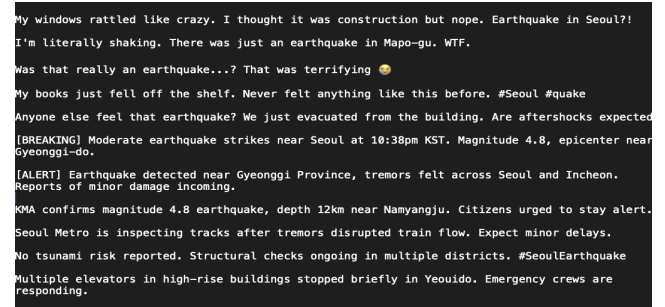 My windows rattled like crazy. I thought it was construction but nope. Earthquake in Seoul?!
I'm literally shaking. There was just an earthquake in Mapo-gu. WTF.
Was that really an earthquake...? That was terrifying 😂
My books just fell off the shelf. Never felt anything like this before. #Seoul #quake
Anyone else feel that earthquake? We just evacuated from the building. Are aftershocks expected
[BREAKING] Moderate earthquake strikes near Seoul at 10:38pm KST. Magnitude 4.8, epicenter near
Gyeonggi-do.
[ALERT] Earthquake detected near Gyeonggi Province, tremors felt across Seoul and Incheon.
Reports of minor damage incoming.
KMA confirms magnitude 4.8 earthquake, depth 12km near Namyangju. Citizens urged to stay alert.
Seoul Metro is inspecting tracks after tremors disrupted train flow. Expect minor delays.
No tsunami risk reported. Structural checks ongoing in multiple districts. #SeoulEarthquake
Multiple elevators in high-rise buildings stopped briefly in Yeouido. Emergency crews are
responding.